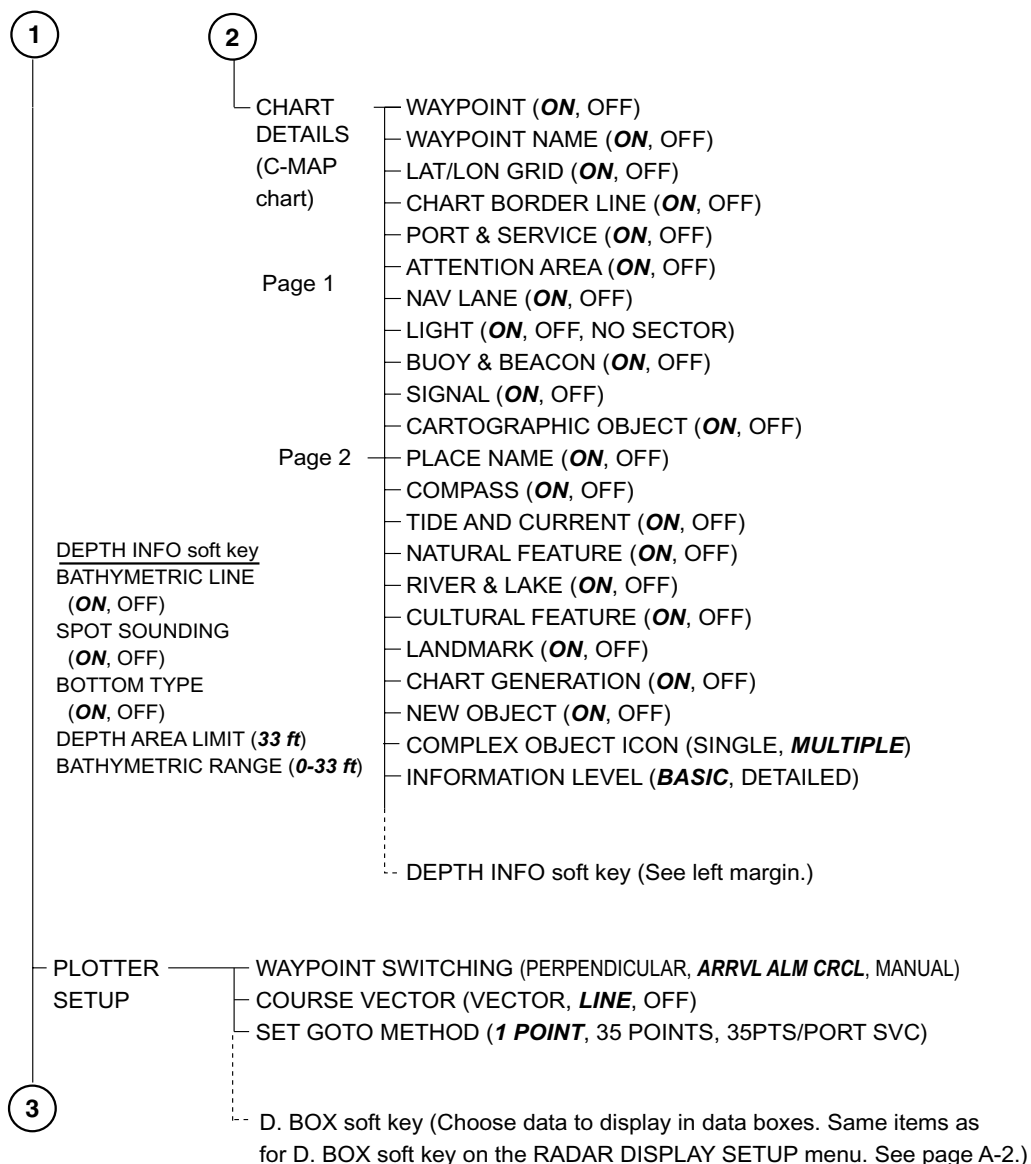 1
2
CHART
DETAILS
(C-MAP
chart)
Page 1
WAYPOINT (ON, OFF)
WAYPOINT NAME (ON, OFF)
LAT/LON GRID (ON, OFF)
CHART BORDER LINE (ON, OFF)
PORT & SERVICE (ON, OFF)
ATTENTION AREA (ON, OFF)
NAV LANE (ON, OFF)
LIGHT (ON, OFF, NO SECTOR)
BUOY & BEACON (ON, OFF)
SIGNAL (ON, OFF)
CARTOGRAPHIC OBJECT (ON, OFF)
Page 2
PLACE NAME (ON, OFF)
COMPASS (ON, OFF)
TIDE AND CURRENT (ON, OFF)
NATURAL FEATURE (ON, OFF)
RIVER & LAKE (ON, OFF)
CULTURAL FEATURE (ON, OFF)
LANDMARK (ON, OFF)
CHART GENERATION (ON, OFF)
NEW OBJECT (ON, OFF)
COMPLEX OBJECT ICON (SINGLE, MULTIPLE)
INFORMATION LEVEL (BASIC, DETAILED)
DEPTH INFO soft key (See left margin.)
DEPTH INFO soft key
BATHYMETRIC LINE
(ON, OFF)
SPOT SOUNDING
(ON, OFF)
BOTTOM TYPE
(ON, OFF)
DEPTH AREA LIMIT (33 ft)
BATHYMETRIC RANGE (0-33 ft)
PLOTTER
SETUP
WAYPOINT SWITCHING (PERPENDICULAR, ARRVL ALM CRCL, MANUAL)
COURSE VECTOR (VECTOR, LINE, OFF)
SET GOTO METHOD (1 POINT, 35 POINTS, 35PTS/PORT SVC)
D. BOX soft key (Choose data to display in data boxes. Same items as
for D. BOX soft key on the RADAR DISPLAY SETUP menu. See page A-2.)
3